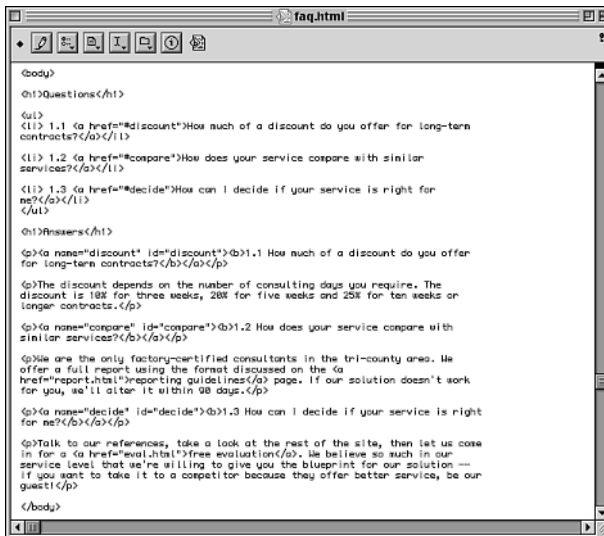 faq.html
<body>
<h1>Questions</h1>
<ul>
<li> 1.1 <a href="#discount">How much of a discount do you offer for long-term
contracts?</a></li>
<li> 1.2 <a href="#compare">How does your service compare with similar
services?</a></li>
<li> 1.3 <a href="#decide">How can I decide if your service is right for
me?</a></li>
</ul>
<h1>Answers</h1>
<p><a name="discount" id="discount"><b>1.1 How much of a discount do you offer
for long-term contracts?</b></a></p>
<p>The discount depends on the number of consulting days you require. The
discount is 10% for three weeks, 20% for five weeks and 25% for ten weeks or
longer contracts.</p>
<p><a name="compare" id="compare"><b>1.2 How does your service compare with
similar services?</b></a></p>
<p>We are the only factory-certified consultants in the tri-county area. We
offer a full report using the format discussed on the <a
href="report.html">reporting guidelines</a> page. If our solution doesn't work
for you, we'll alter it within 90 days.</p>
<p><a name="decide" id="decide"><b>1.3 How can I decide if your service is right
for me?</b></a></p>
<p>Talk to our references, take a look at the rest of the site, then let us come
in for a <a href="eval.html">free evaluation</a>. We believe so much in our
service level that we're willing to give you the blueprint for our solution --
if you want to take it to a competitor because they offer better service, be our
guest!</p>
</body>